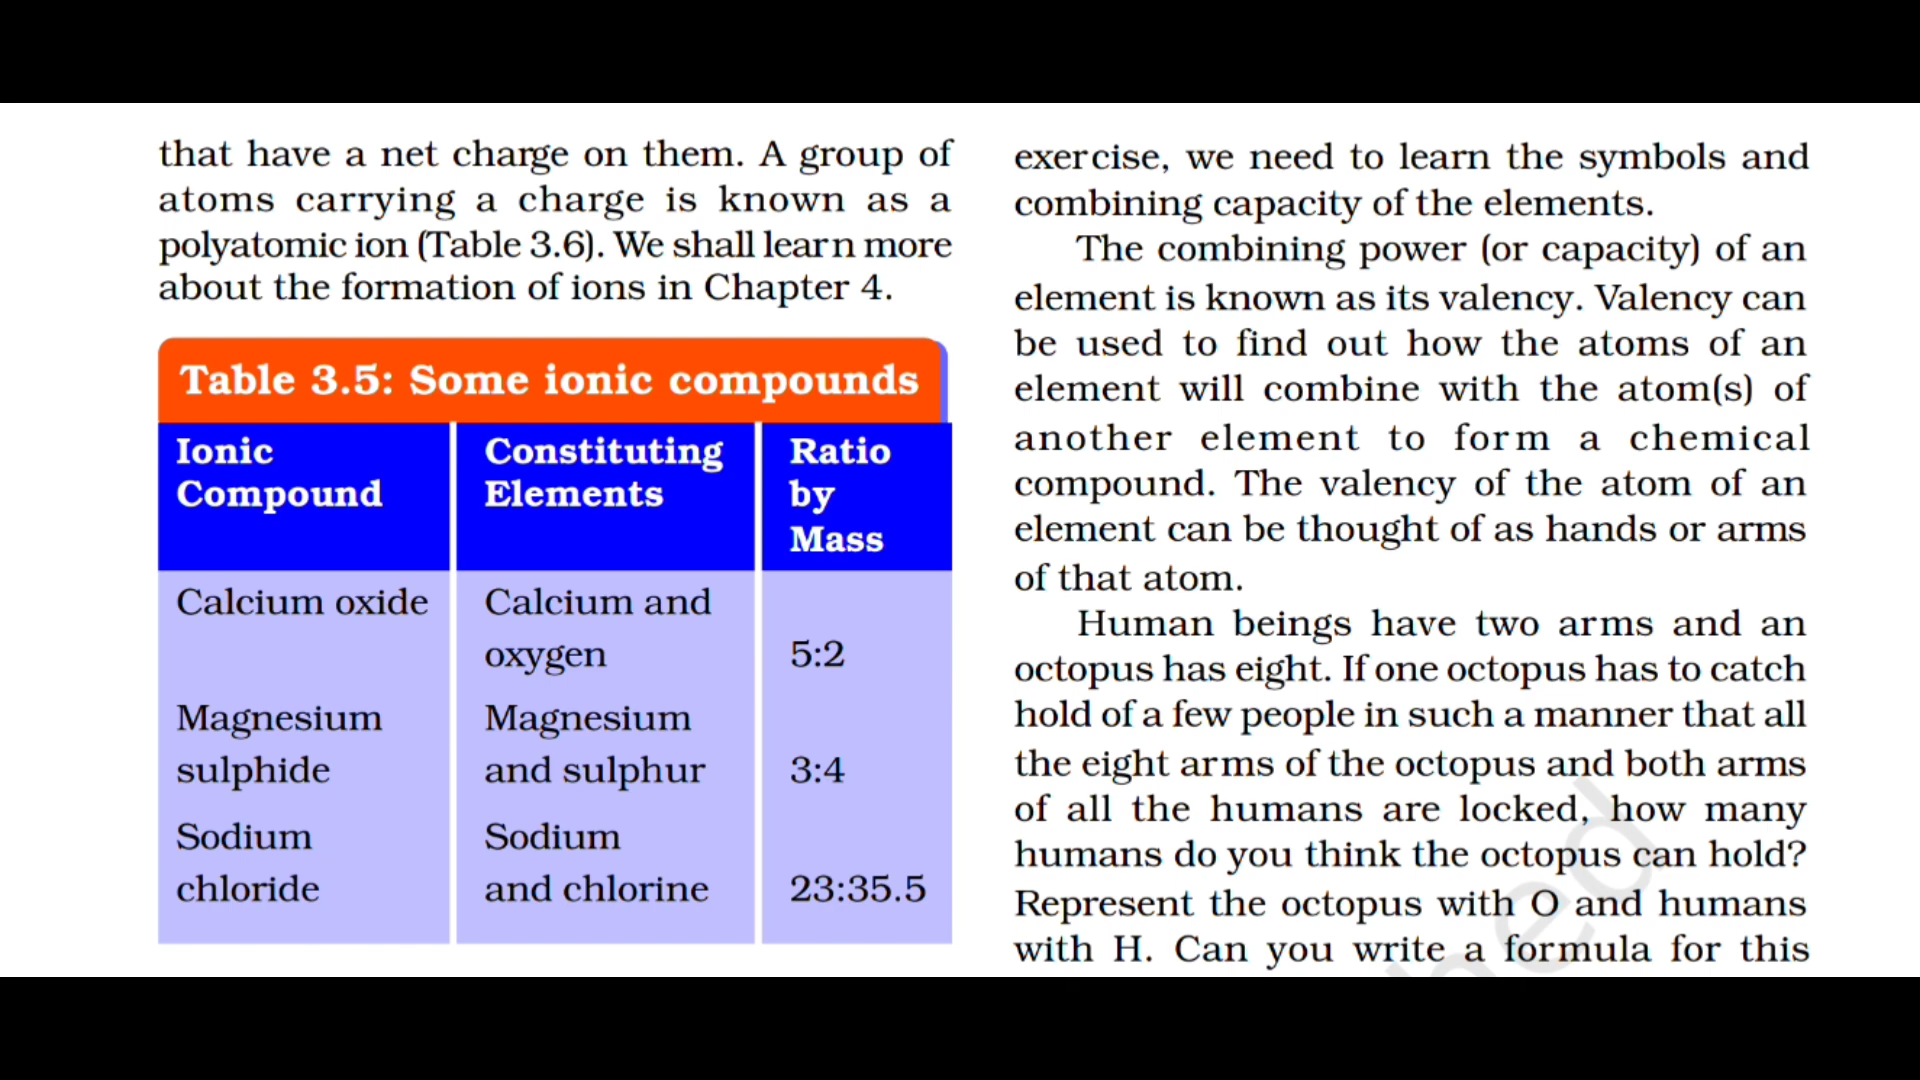 that have a net charge on them. A group of
atoms carrying a charge is known as a
polyatomic ion (Table 3.6). We shall learn more
about the formation of ions in Chapter 4.
Table 3.5: Some ionic compounds
Ionic Constituting Ratio
Compound Elements by
Mass
Calcium oxide Calcium and
oxygen 5:2
Magnesium Magnesium
sulphide and sulphur 3:4
Sodium Sodium
chloride and chlorine 23:35.5
exercise, we need to learn the symbols and
combining capacity of the elements.
The combining power (or capacity) of an
element is known as its valency. Valency can
be used to find out how the atoms of an
element will combine with the atom(s) of
another element to form a chemical
compound. The valency of the atom of an
element can be thought of as hands or arms
of that atom.
Human beings have two arms and an
octopus has eight. If one octopus has to catch
hold of a few people in such a manner that all
the eight arms of the octopus and both arms
of all the humans are locked, how many
humans do you think the octopus can hold?
Represent the octopus with O and humans
with H. Can you write a formula for this